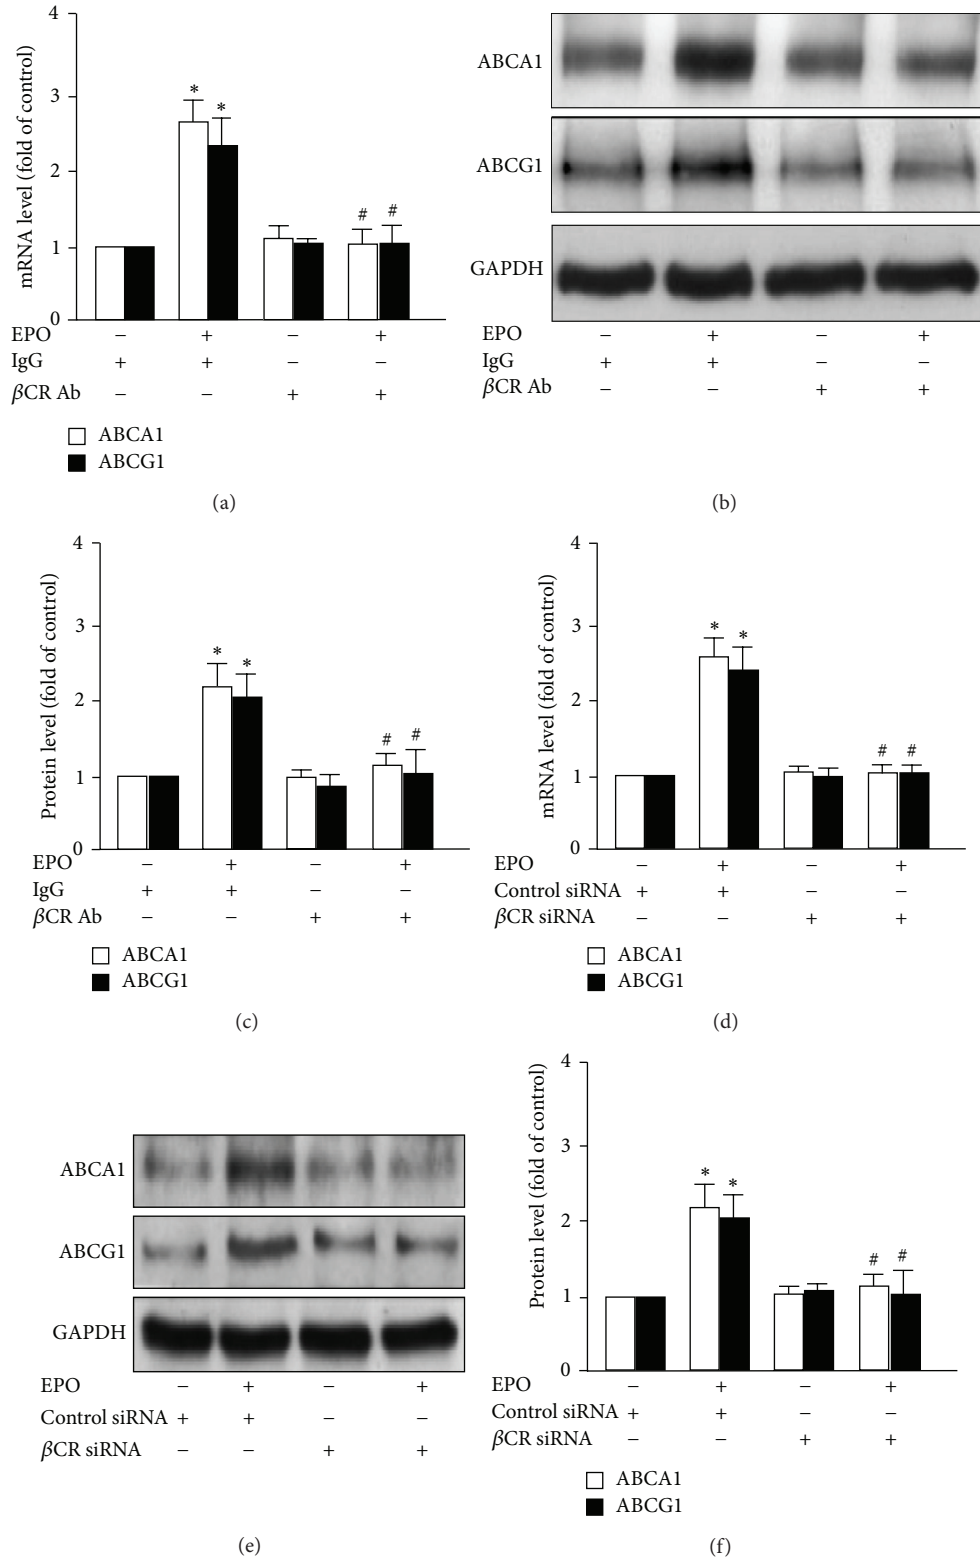 4
3
2
1
0
mRNA level (fold of control)
* *
# #
EPO − + − +
IgG + + − −
βCR Ab − − + +
ABCA1
ABCG1
(a)
ABCA1
ABCG1
GAPDH
EPO − + − +
IgG + + − −
βCR Ab − − + +
(b)
4
3
2
1
0
Protein level (fold of control)
* *
# #
EPO − + − +
IgG + + − −
βCR Ab − − + +
ABCA1
ABCG1
(c)
4
3
2
1
0
mRNA level (fold of control)
* *
# #
EPO − + − +
Control siRNA + + − −
βCR siRNA − − + +
ABCA1
ABCG1
(d)
ABCA1
ABCG1
GAPDH
EPO − + − +
Control siRNA + + − −
βCR siRNA − − + +
(e)
4
3
2
1
0
Protein level (fold of control)
* *
# #
EPO − + − +
Control siRNA + + − −
βCR siRNA − − + +
ABCA1
ABCG1
(f)